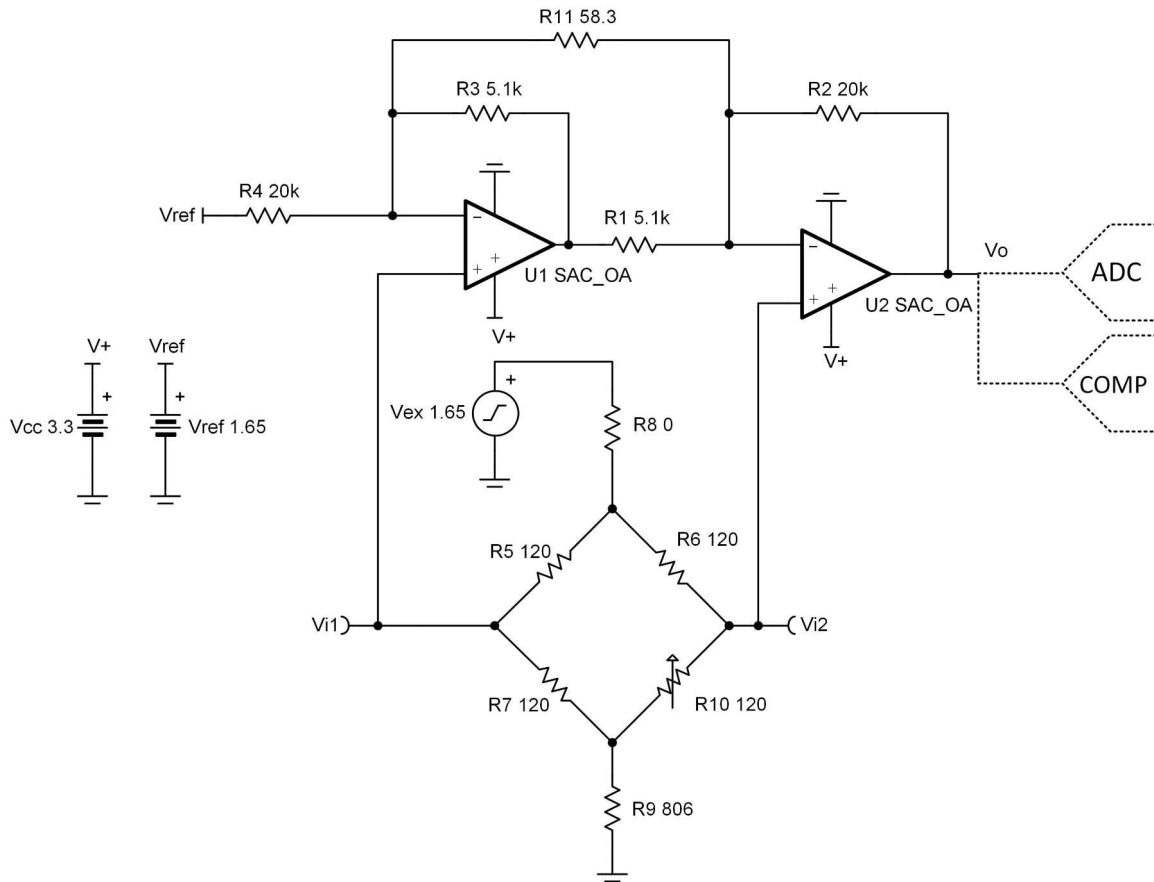 R11 58.3
R3 5.1k
R2 20k
R4 20k
Vref
R1 5.1k
U1 SAC_OA
V+
Vo
ADC
U2 SAC_OA
V+
COMP
V+
Vref
+
+
Vcc 3.3
Vref 1.65
+
Vex 1.65
R8 0
R5 120
R6 120
Vi1
Vi2
R7 120
R10 120
R9 806